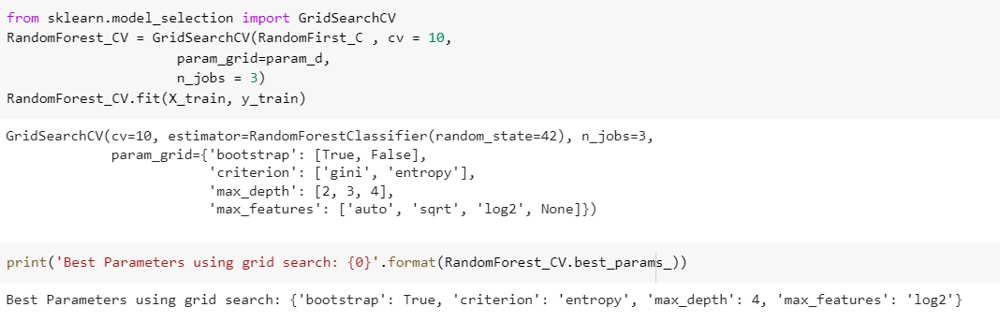 from sklearn.model_selection import GridSearchCV
RandomForest_CV = GridSearchCV(RandomFirst_C , cv = 10,
                      param_grid=param_d,
                      n_jobs = 3)
RandomForest_CV.fit(X_train, y_train)
GridSearchCV(cv=10, estimator=RandomForestClassifier(random_state=42), n_jobs=3,
             param_grid={'bootstrap': [True, False],
                         'criterion': ['gini', 'entropy'],
                         'max_depth': [2, 3, 4],
                         'max_features': ['auto', 'sqrt', 'log2', None]})
print('Best Parameters using grid search: {0}'.format(RandomForest_CV.best_params_))
Best Parameters using grid search: {'bootstrap': True, 'criterion': 'entropy', 'max_depth': 4, 'max_features': 'log2'}